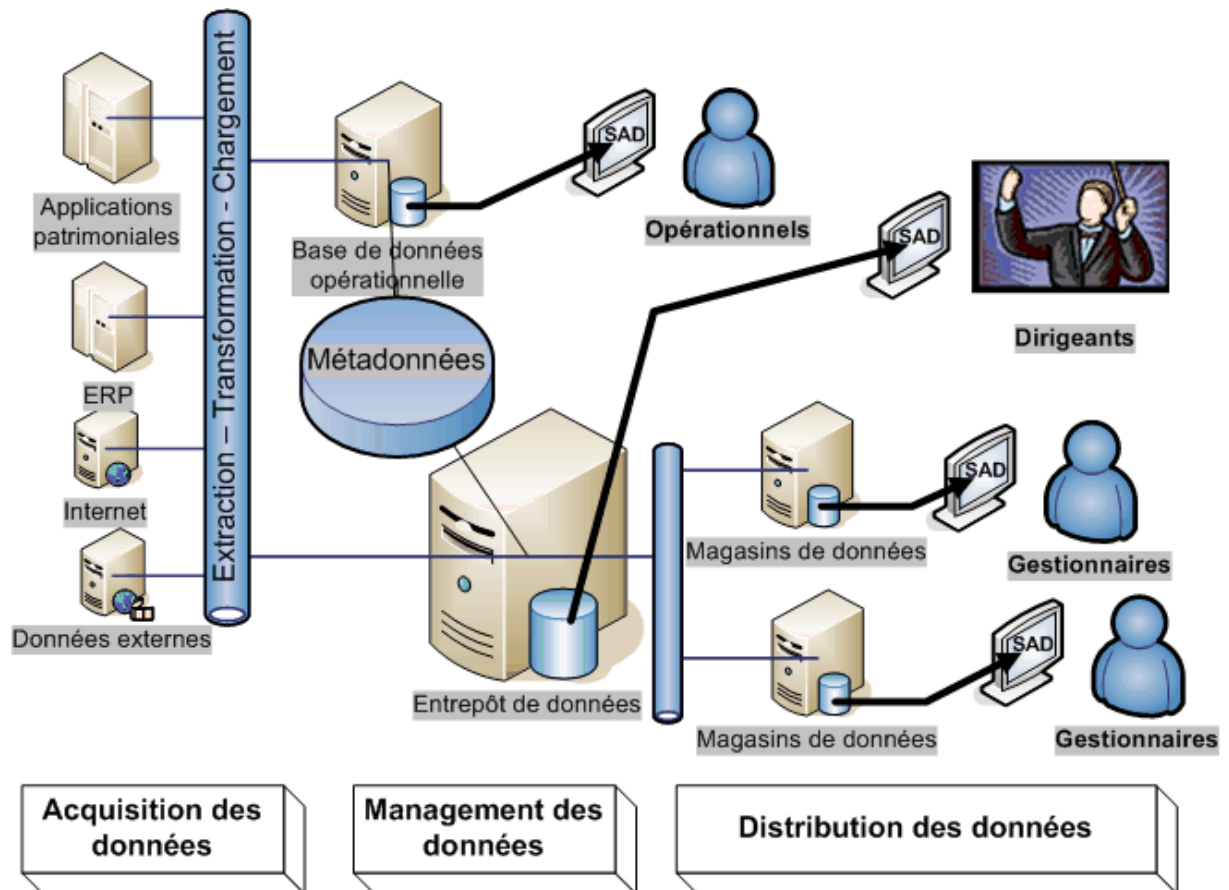 Extraction – Transformation - Chargement
Applications
patrimoniales
ERP
Internet
Données externes
Base de données
opérationnelle
SAD
Opérationnels
SAD
Dirigeants
Métadonnées
Entrepôt de données
Magasins de données
SAD
Gestionnaires
Magasins de données
SAD
Gestionnaires
Acquisition des
données
Management des
données
Distribution des données